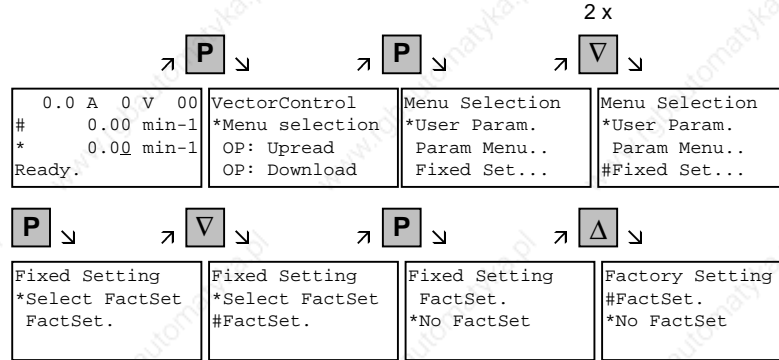 2 x
P
P
∇
0.0 A 0 V 00
# 0.00 min-1
* 0.00 min-1
Ready.
VectorControl
*Menu selection
OP: Upread
OP: Download
Menu Selection
*User Param.
Param Menu..
Fixed Set...
Menu Selection
*User Param.
Param Menu..
#Fixed Set...
P
∇
P
Δ
Fixed Setting
*Select FactSet
FactSet.
Fixed Setting
*Select FactSet
#FactSet.
Fixed Setting
FactSet.
*No FactSet
Factory Setting
#FactSet.
*No FactSet
www.rgbautomatyka.pl